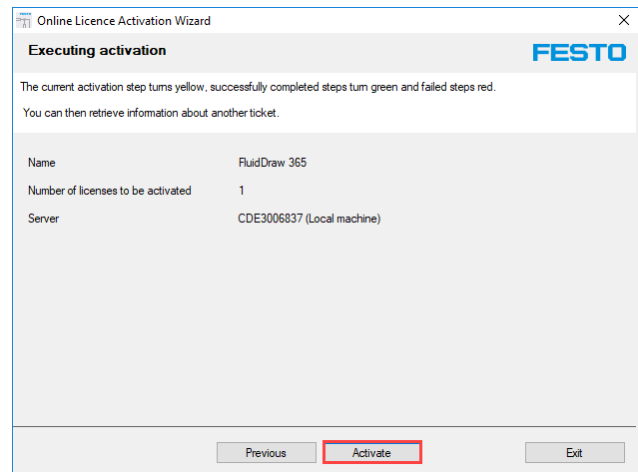 Online Licence Activation Wizard
Executing activation
FESTO
The current activation step turns yellow, successfully completed steps turn green and failed steps red.
You can then retrieve information about another ticket.
Name FluidDraw 365
Number of licenses to be activated 1
Server CDE3006837 (Local machine)
Previous Activate Exit